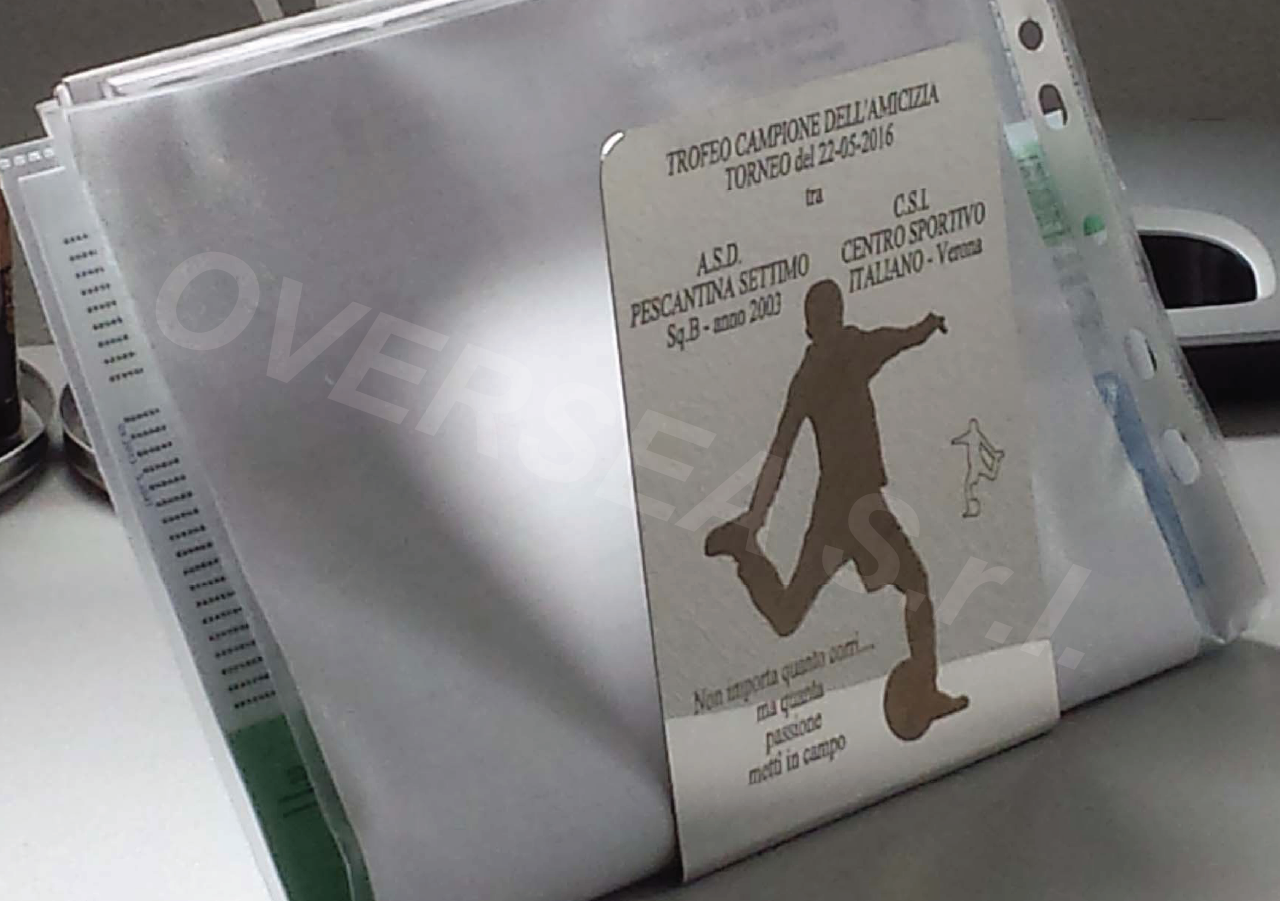 TROFEO CAMPIONE DELL'AMICIZIA
TORNEO del 22-05-2016
tra
A.S.D.
PESCANTINA SETTIMO
Sq.B - anno 2003
C.S.I.
CENTRO SPORTIVO
ITALIANO - Verona
Non importa quanto corri....
ma quanta
passione
metti in campo
OVERSEA S.r.l.